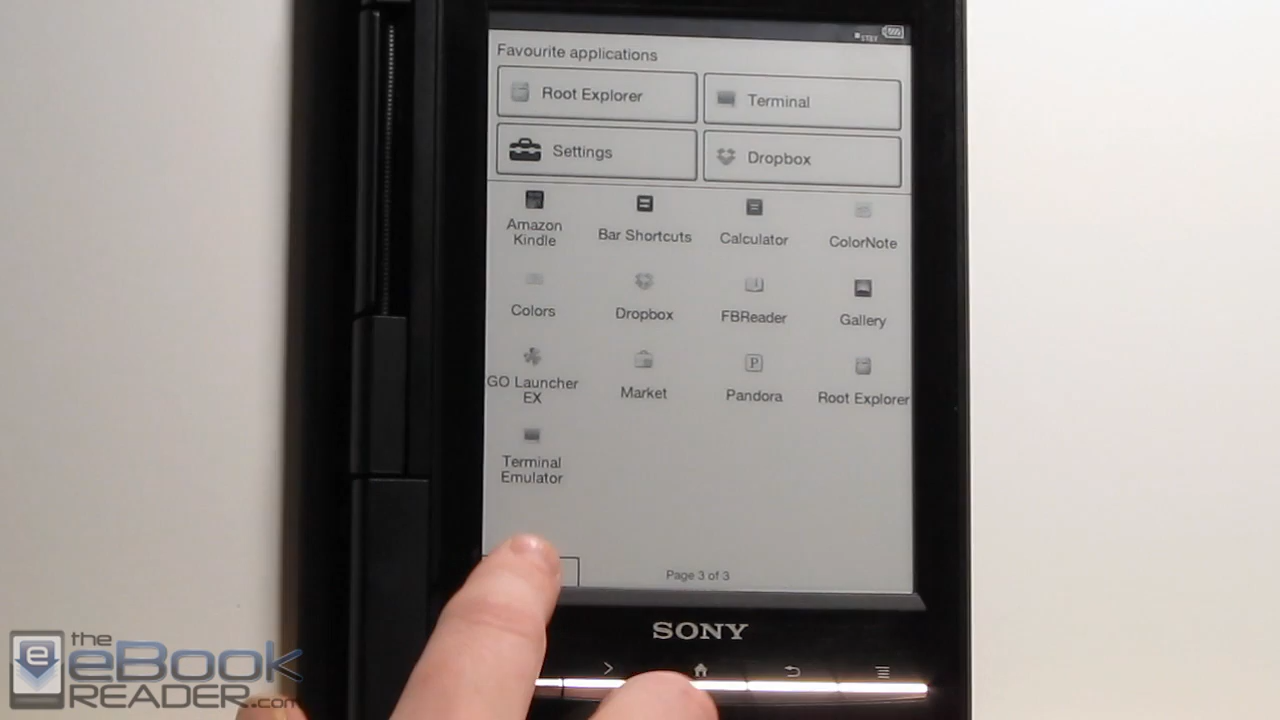 STBY
Favourite applications
Root Explorer
Terminal
Settings
Dropbox
Amazon
Kindle
Bar Shortcuts
Calculator
ColorNote
Colors
Dropbox
FBReader
Gallery
GO Launcher
EX
Market
P
Pandora
Root Explorer
Terminal
Emulator
Page 3 of 3
SONY
e
the
eBook
READER.com